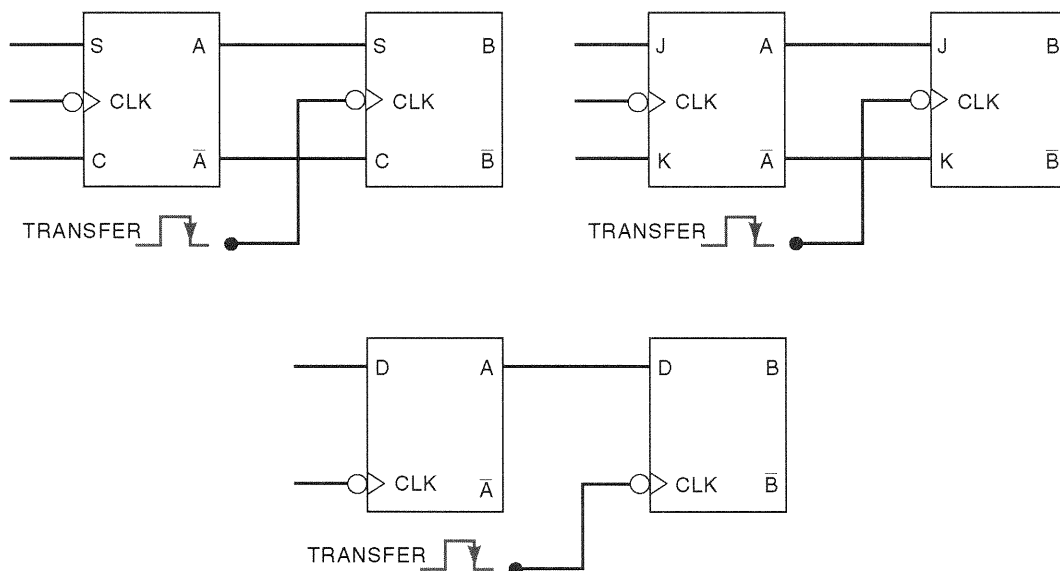 S A S B
CLK CLK
C A̅ C B̅
TRANSFER
J A J B
CLK CLK
K A̅ K B̅
TRANSFER
D A D B
CLK A̅ CLK B̅
TRANSFER